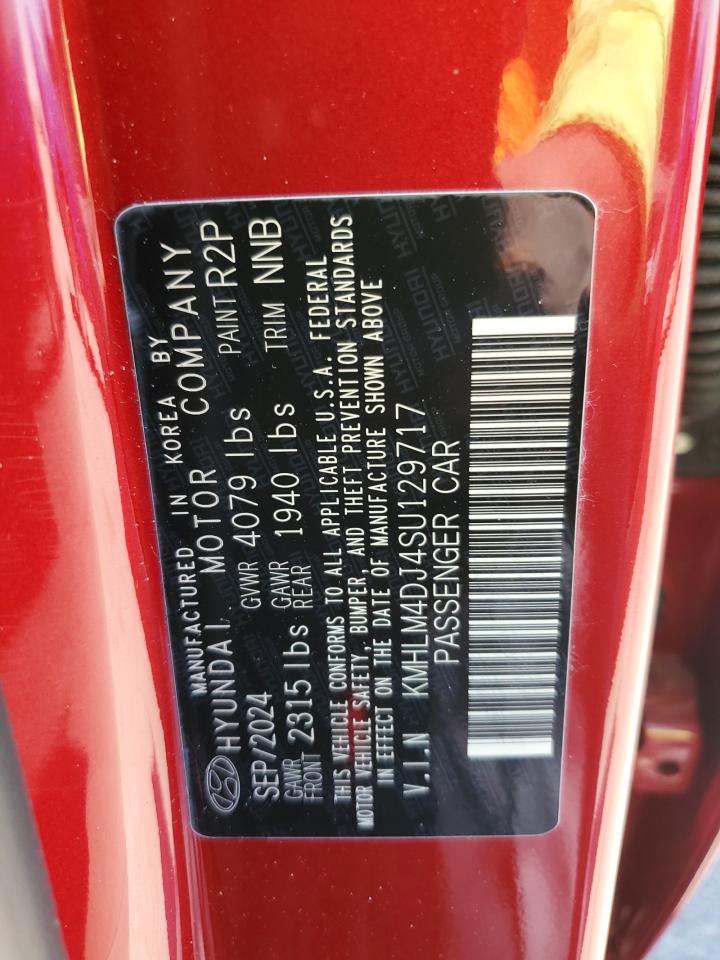 MANUFACTURED IN KOREA BY
HYUNDAI MOTOR COMPANY
SEP/2024 GVWR 4079 lbs PAINT R2P
GAWR FRONT 2315 lbs GAWR REAR 1940 lbs TRIM NNB
THIS VEHICLE CONFORMS TO ALL APPLICABLE U.S.A. FEDERAL
MOTOR VEHICLE SAFETY, BUMPER, AND THEFT PREVENTION STANDARDS
IN EFFECT ON THE DATE OF MANUFACTURE SHOWN ABOVE
V.I.N KMHLM4DJ4SU129717
PASSENGER CAR